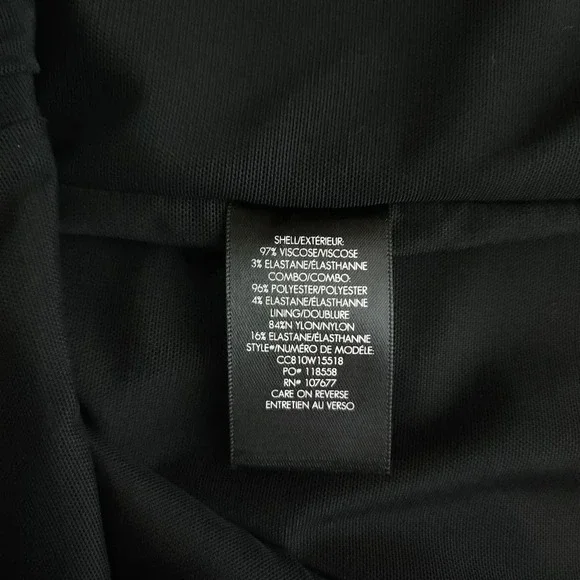 SHELL/EXTÉRIEUR:
97% VISCOSE/VISCOSE
3% ELASTANE/ÉLASTHANNE
COMBO/COMBO:
96% POLYESTER/POLYESTER
4% ELASTANE/ÉLASTHANNE
LINING/DOUBLURE
84%N YLON/NYLON
16% ELASTANE/ÉLASTHANNE
STYLE#/NUMÉRO DE MODÈLE:
CC810W15518
PO# 118558
RN# 107677
CARE ON REVERSE
ENTRETIEN AU VERSO